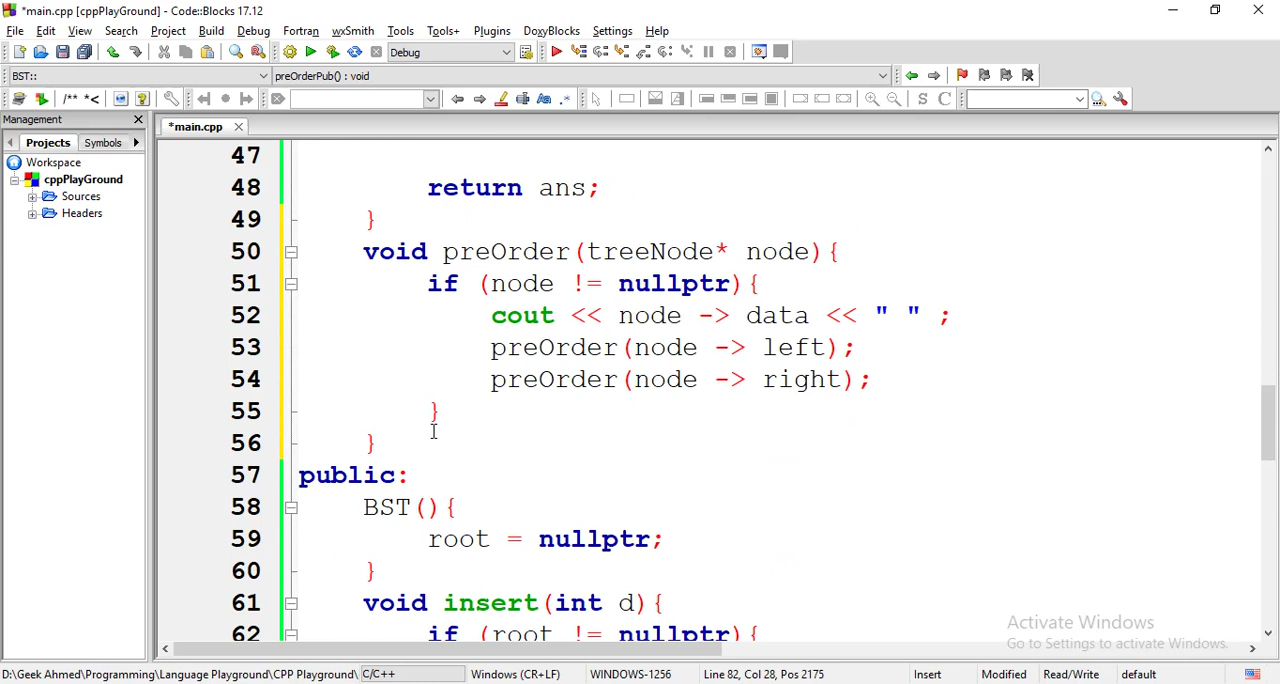 *main.cpp [cppPlayGround] - Code::Blocks 17.12
File Edit View Search Project Build Debug Fortran wxSmith Tools Tools+ Plugins DoxyBlocks Settings Help
Debug
BST:: preOrderPub() : void
/** *<
S C
Management
*main.cpp
Projects Symbols
Workspace
cppPlayGround
Sources
Headers
47
48 return ans;
49 }
50 void preOrder(treeNode* node){
51 if (node != nullptr){
52 cout << node -> data << " " ;
53 preOrder(node -> left);
54 preOrder(node -> right);
55 }
56 }
57 public:
58 BST(){
59 root = nullptr;
60 }
61 void insert(int d){
62 if (root != nullptr){
Activate Windows
Go to Settings to activate Windows.
D:\Geek Ahmed\Programming\Language Playground\CPP Playground\ C/C++ Windows (CR+LF) WINDOWS-1256 Line 82, Col 28, Pos 2175 Insert Modified Read/Write default